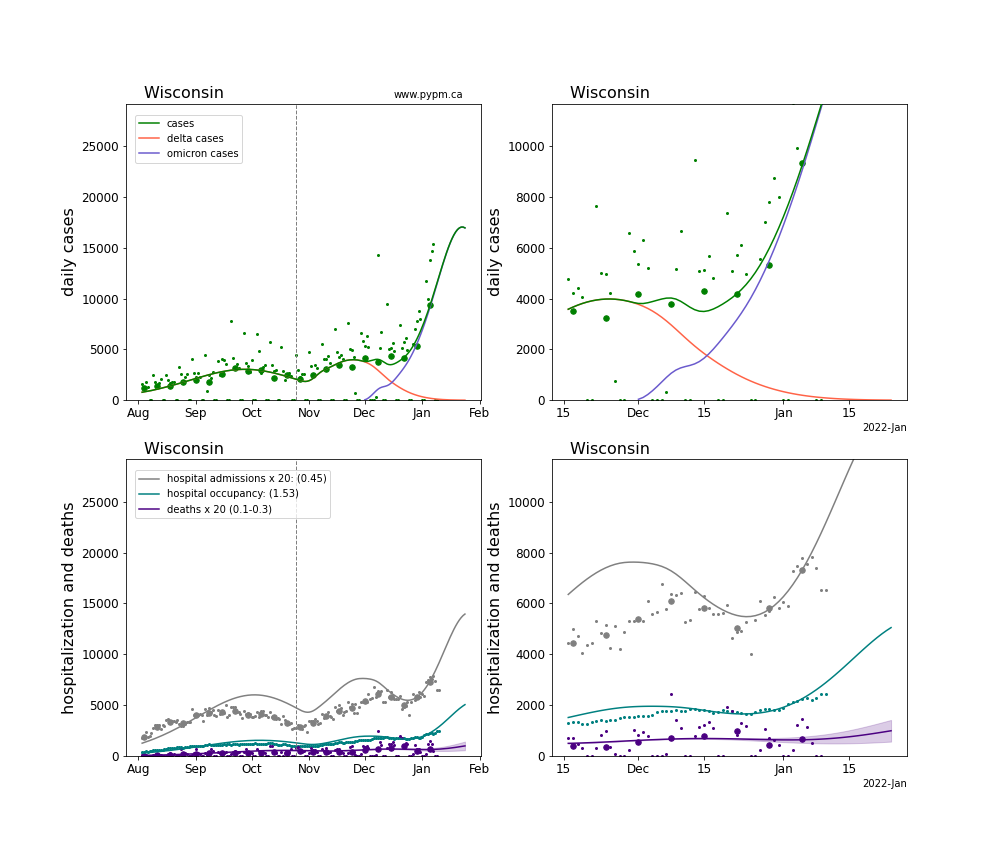 Wisconsin
www.pypm.ca
daily cases
25000
20000
15000
10000
5000
0
cases
delta cases
omicron cases
Aug Sep Oct Nov Dec Jan Feb
Wisconsin
daily cases
10000
8000
6000
4000
2000
0
15 Dec 15 Jan 15
2022-Jan
Wisconsin
hospitalization and deaths
25000
20000
15000
10000
5000
0
hospital admissions x 20: (0.45)
hospital occupancy: (1.53)
deaths x 20 (0.1-0.3)
Aug Sep Oct Nov Dec Jan Feb
Wisconsin
hospitalization and deaths
10000
8000
6000
4000
2000
0
15 Dec 15 Jan 15
2022-Jan